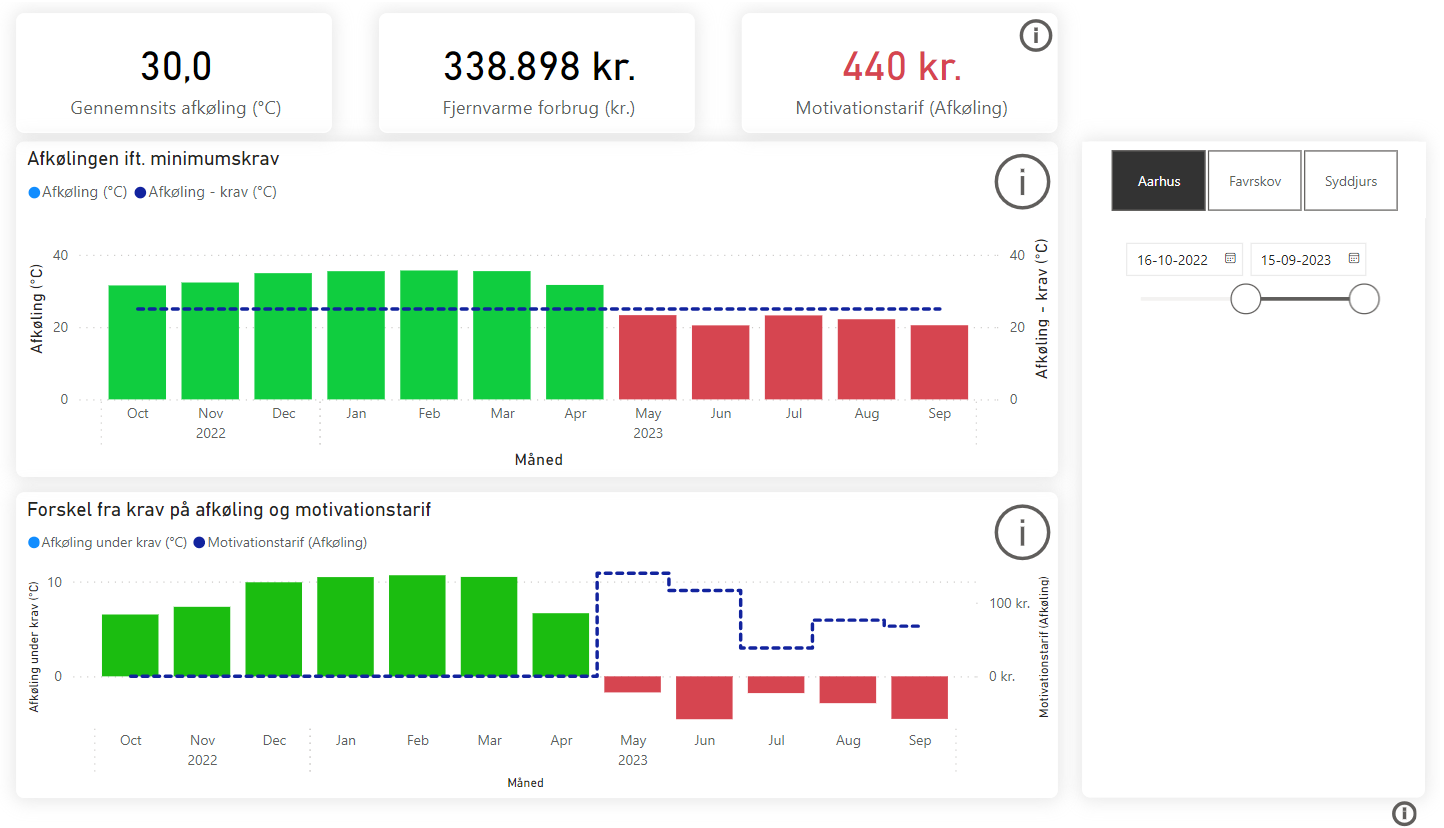 30,0
Gennemnsits afkøling (°C)
338.898 kr.
Fjernvarme forbrug (kr.)
440 kr.
Motivationstarif (Afkøling)
Afkølingen ift. minimumskrav
Afkøling (°C) Afkøling - krav (°C)
Afkøling (°C)
40
20
0
40
20
0
Afkøling - krav (°C)
Oct Nov Dec Jan Feb Mar Apr May Jun Jul Aug Sep
2022 2023
Måned
Forskel fra krav på afkøling og motivationstarif
Afkøling under krav (°C) Motivationstarif (Afkøling)
Afkøling under krav (°C)
10
0
100 kr.
0 kr.
Motivationstarif (Afkøling)
Oct Nov Dec Jan Feb Mar Apr May Jun Jul Aug Sep
2022 2023
Måned
Aarhus Favrskov Syddjurs
16-10-2022 15-09-2023